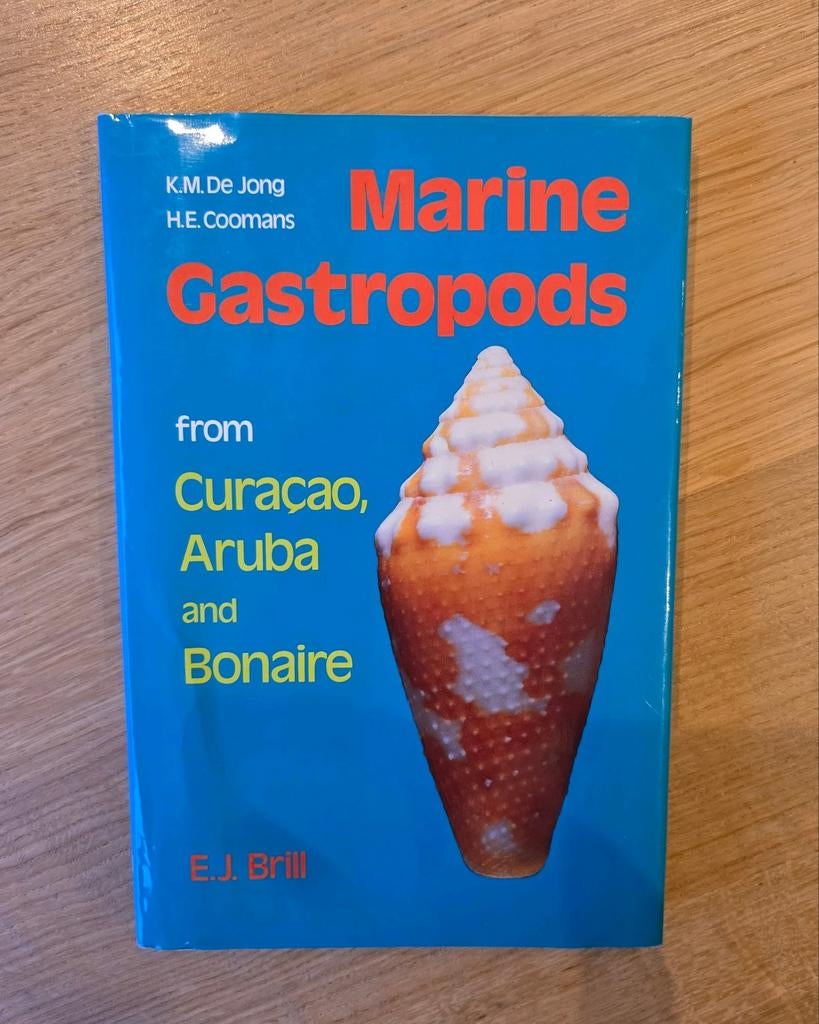 K.M. De Jong
H.E. Coomans
Marine
Gastropods
from
Curaçao,
Aruba
and
Bonaire
E.J. Brill